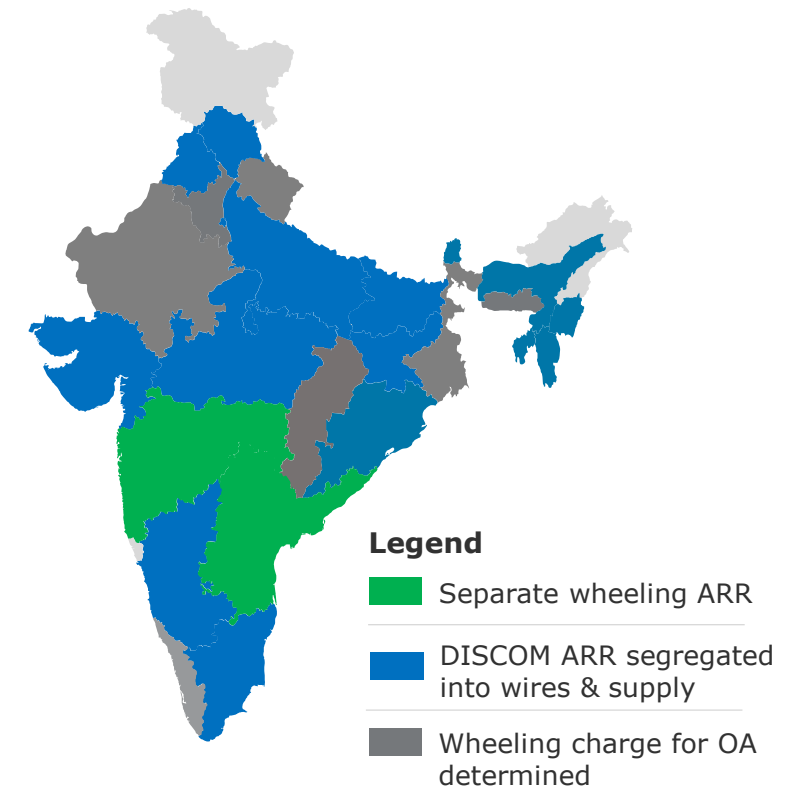 Legend
Separate wheeling ARR
DISCOM ARR segregated
into wires & supply
Wheeling charge for OA
determined